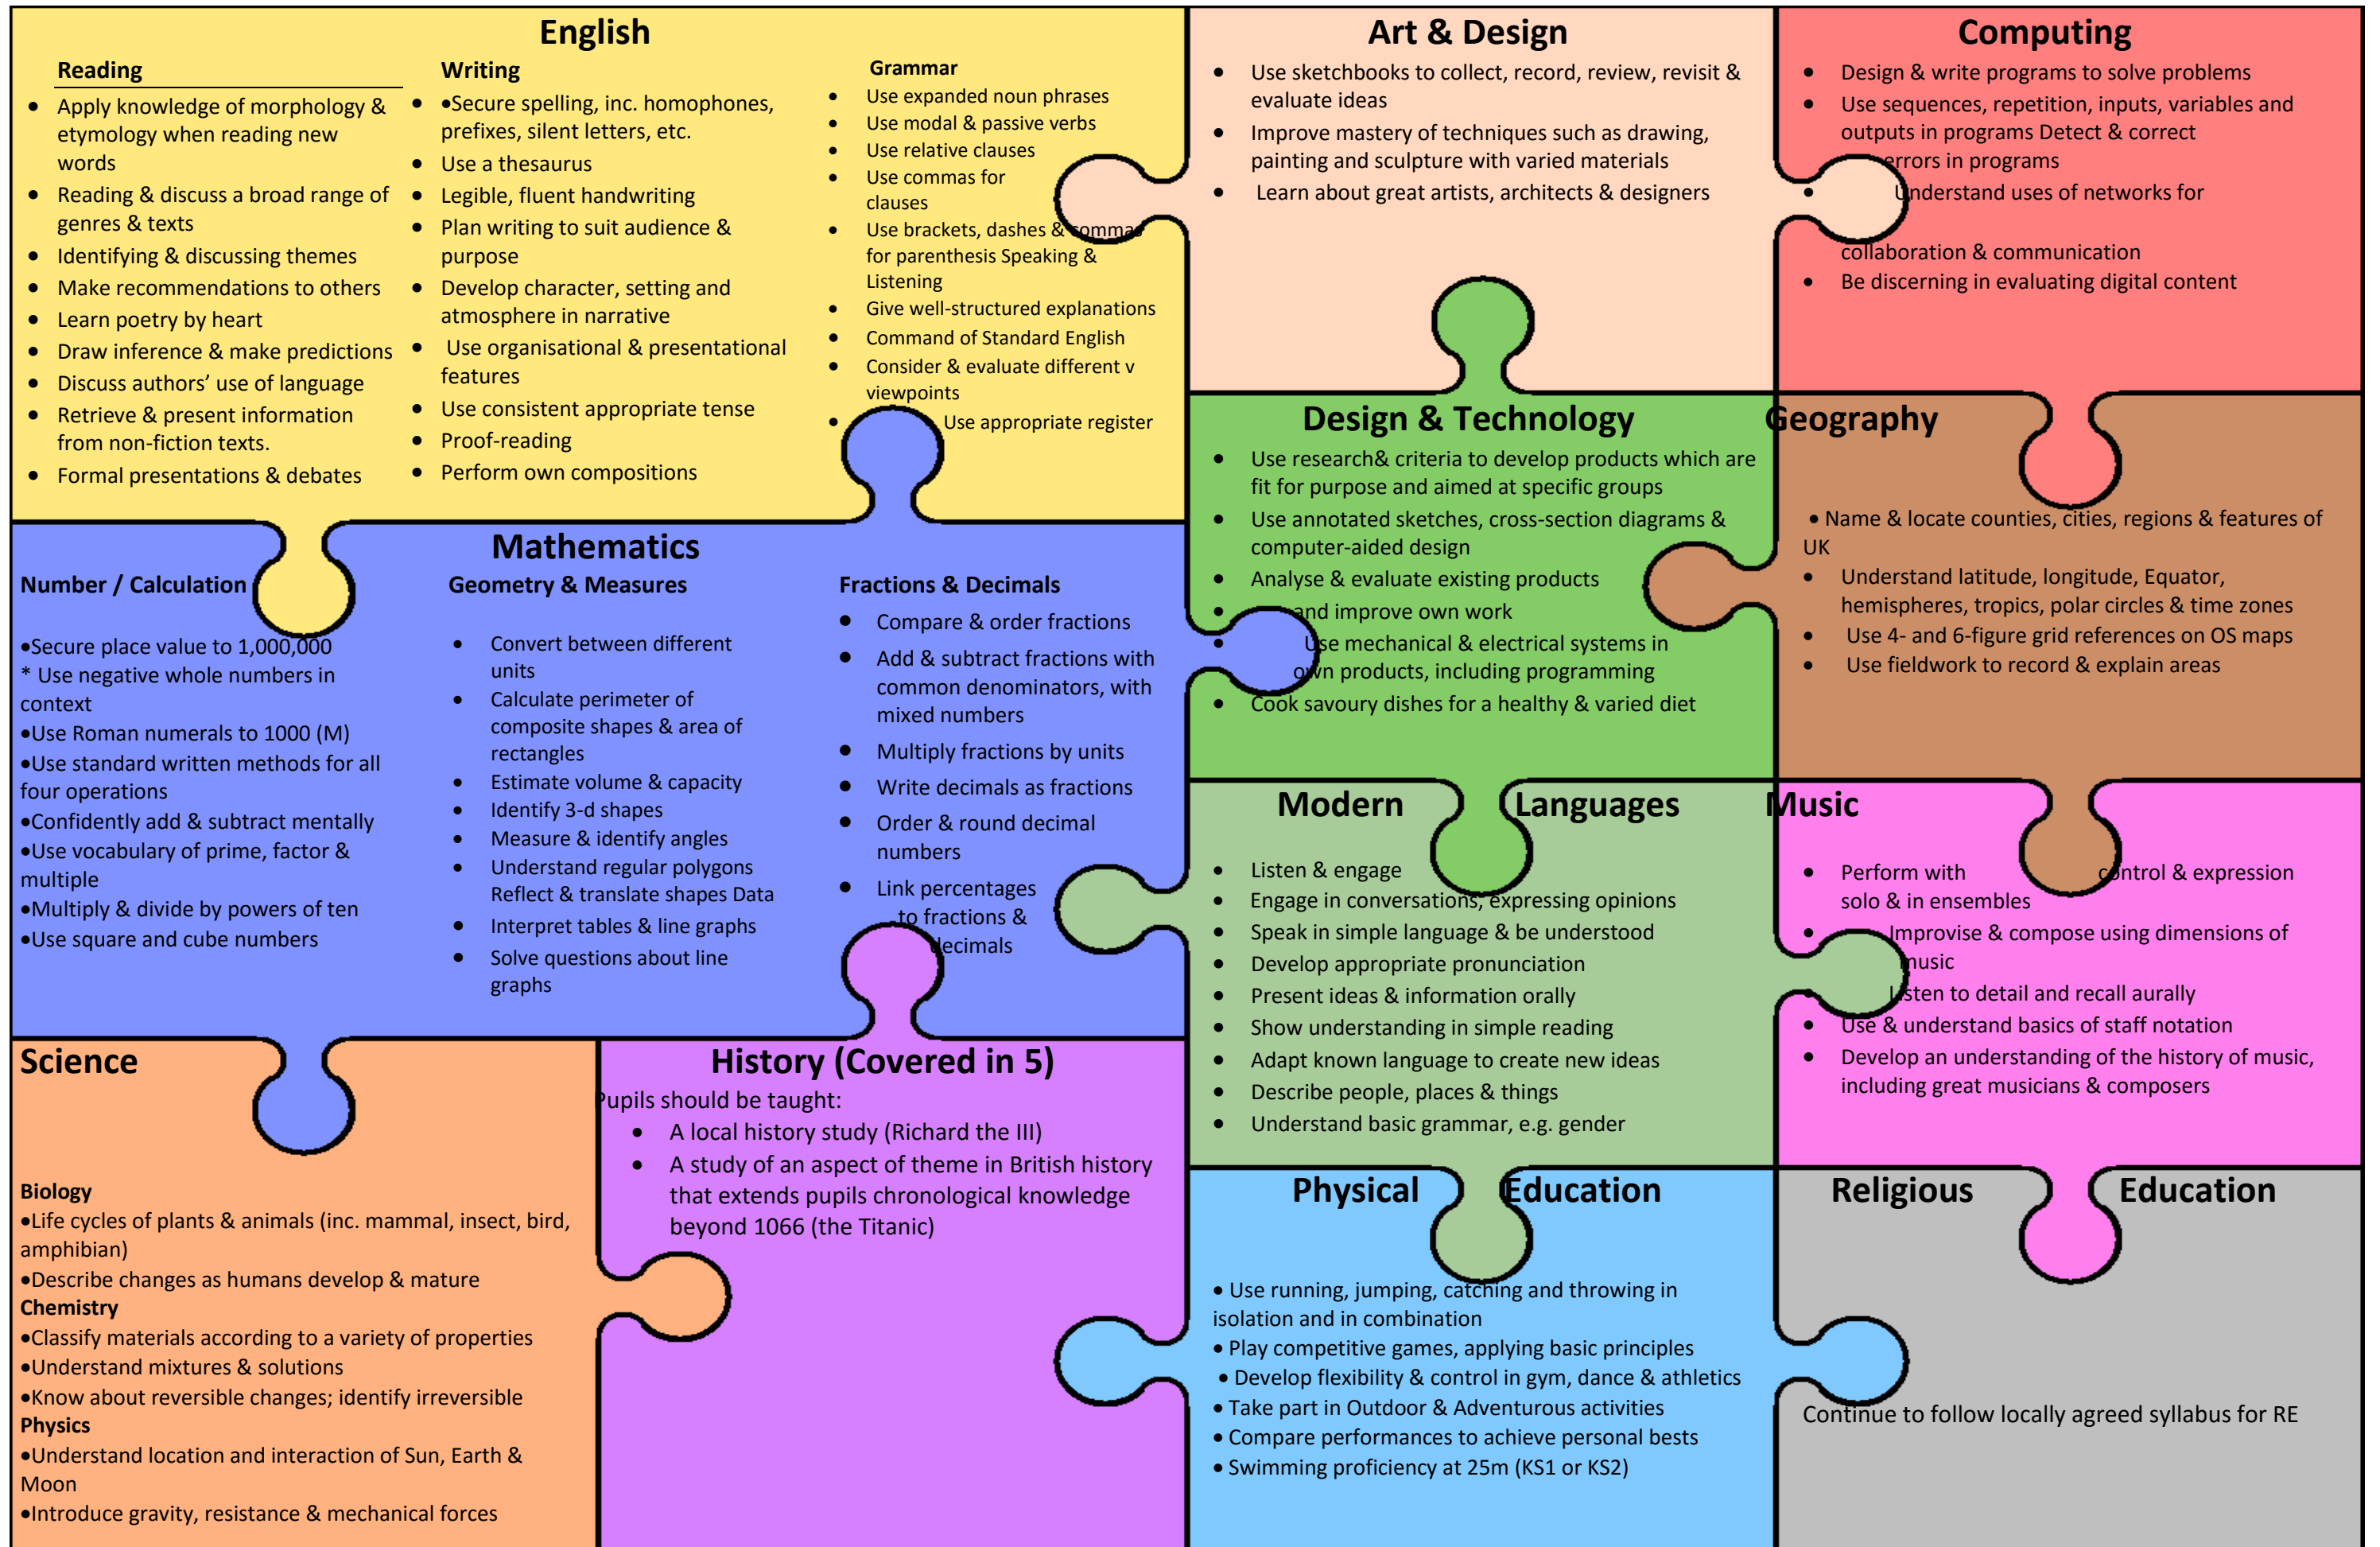 English
Reading
• Apply knowledge of morphology &
etymology when reading new
words
• Reading & discuss a broad range of
genres & texts
• Identifying & discussing themes
• Make recommendations to others
• Learn poetry by heart
• Draw inference & make predictions
• Discuss authors’ use of language
• Retrieve & present information
from non-fiction texts.
• Formal presentations & debates
Writing
• •Secure spelling, inc. homophones,
prefixes, silent letters, etc.
• Use a thesaurus
• Legible, fluent handwriting
• Plan writing to suit audience &
purpose
• Develop character, setting and
atmosphere in narrative
• Use organisational & presentational
features
• Use consistent appropriate tense
• Proof-reading
• Perform own compositions
Grammar
• Use expanded noun phrases
• Use modal & passive verbs
• Use relative clauses
• Use commas for
clauses
• Use brackets, dashes & commas
for parenthesis Speaking &
Listening
• Give well-structured explanations
• Command of Standard English
• Consider & evaluate different v
viewpoints
• Use appropriate register
Art & Design
• Use sketchbooks to collect, record, review, revisit &
evaluate ideas
• Improve mastery of techniques such as drawing,
painting and sculpture with varied materials
• Learn about great artists, architects & designers
Computing
• Design & write programs to solve problems
• Use sequences, repetition, inputs, variables and
outputs in programs Detect & correct
errors in programs
• Understand uses of networks for
collaboration & communication
• Be discerning in evaluating digital content
Design & Technology
• Use research& criteria to develop products which are
fit for purpose and aimed at specific groups
• Use annotated sketches, cross-section diagrams &
computer-aided design
• Analyse & evaluate existing products
• and improve own work
• Use mechanical & electrical systems in
own products, including programming
• Cook savoury dishes for a healthy & varied diet
Geography
• Name & locate counties, cities, regions & features of
UK
• Understand latitude, longitude, Equator,
hemispheres, tropics, polar circles & time zones
• Use 4- and 6-figure grid references on OS maps
• Use fieldwork to record & explain areas
Mathematics
Number / Calculation
•Secure place value to 1,000,000
* Use negative whole numbers in
context
•Use Roman numerals to 1000 (M)
•Use standard written methods for all
four operations
•Confidently add & subtract mentally
•Use vocabulary of prime, factor &
multiple
•Multiply & divide by powers of ten
•Use square and cube numbers
Geometry & Measures
• Convert between different
units
• Calculate perimeter of
composite shapes & area of
rectangles
• Estimate volume & capacity
• Identify 3-d shapes
• Measure & identify angles
• Understand regular polygons
Reflect & translate shapes Data
• Interpret tables & line graphs
• Solve questions about line
graphs
Fractions & Decimals
• Compare & order fractions
• Add & subtract fractions with
common denominators, with
mixed numbers
• Multiply fractions by units
• Write decimals as fractions
• Order & round decimal
numbers
• Link percentages
to fractions &
decimals
Modern Languages
• Listen & engage
• Engage in conversations, expressing opinions
• Speak in simple language & be understood
• Develop appropriate pronunciation
• Present ideas & information orally
• Show understanding in simple reading
• Adapt known language to create new ideas
• Describe people, places & things
• Understand basic grammar, e.g. gender
Music
• Perform with control & expression
solo & in ensembles
• Improvise & compose using dimensions of
music
• Listen to detail and recall aurally
• Use & understand basics of staff notation
• Develop an understanding of the history of music,
including great musicians & composers
Science
Biology
•Life cycles of plants & animals (inc. mammal, insect, bird,
amphibian)
•Describe changes as humans develop & mature
Chemistry
•Classify materials according to a variety of properties
•Understand mixtures & solutions
•Know about reversible changes; identify irreversible
Physics
•Understand location and interaction of Sun, Earth &
Moon
•Introduce gravity, resistance & mechanical forces
History (Covered in 5)
Pupils should be taught:
• A local history study (Richard the III)
• A study of an aspect of theme in British history
that extends pupils chronological knowledge
beyond 1066 (the Titanic)
Physical Education
• Use running, jumping, catching and throwing in
isolation and in combination
• Play competitive games, applying basic principles
• Develop flexibility & control in gym, dance & athletics
• Take part in Outdoor & Adventurous activities
• Compare performances to achieve personal bests
• Swimming proficiency at 25m (KS1 or KS2)
Religious Education
Continue to follow locally agreed syllabus for RE